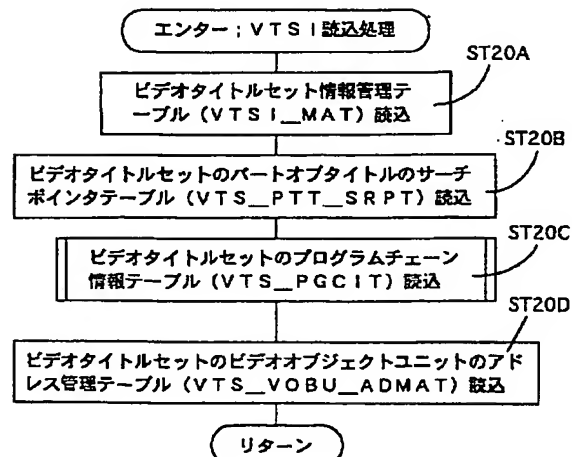 エンター；ＶＴＳＩ読込処理
ST20A
ビデオタイトルセット情報管理テ
ーブル（ＶＴＳＩ＿ＭＡＴ）読込
ST20B
ビデオタイトルセットのパートオブタイトルのサーチ
ポインタテーブル（ＶＴＳ＿ＰＴＴ＿ＳＲＰＴ）読込
ST20C
ビデオタイトルセットのプログラムチェーン
情報テーブル（ＶＴＳ＿ＰＧＣＩＴ）読込
ST20D
ビデオタイトルセットのビデオオブジェクトユニットのアド
レス管理テーブル（ＶＴＳ＿ＶＯＢＵ＿ＡＤＭＡＴ）読込
リターン